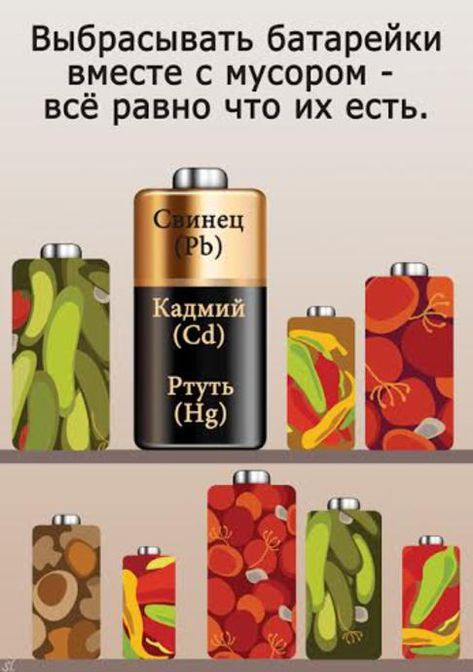 Выбрасывать батарейки
вместе с мусором -
всё равно что их есть.
Свинец
(Pb)
Кадмий
(Cd)
Ртуть
(Hg)